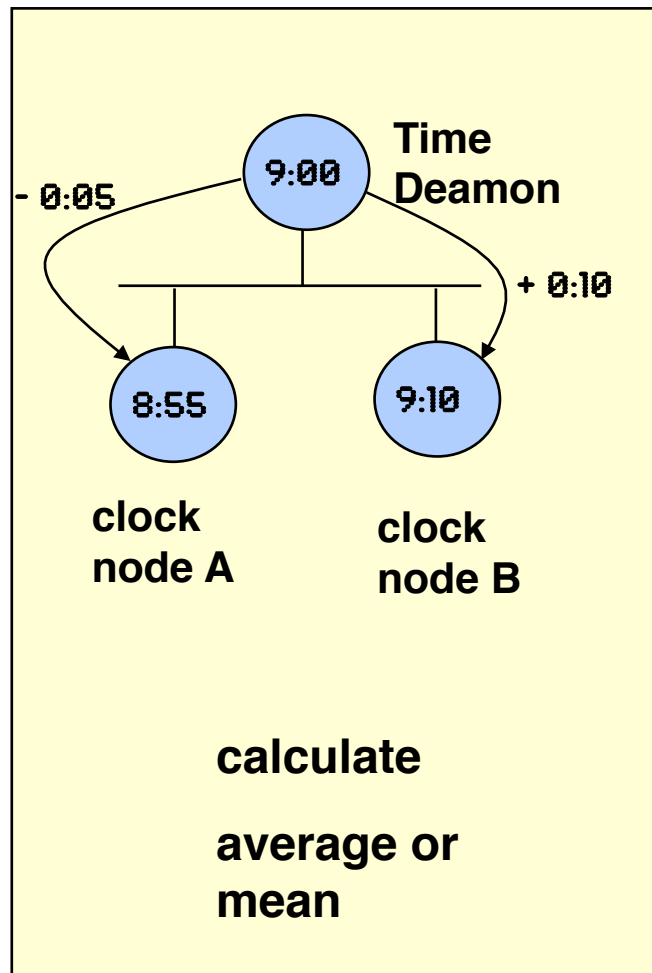 Time
Deamon
9:00
- 0:05
+ 0:10
8:55
9:10
clock
node A
clock
node B
calculate
average or
mean